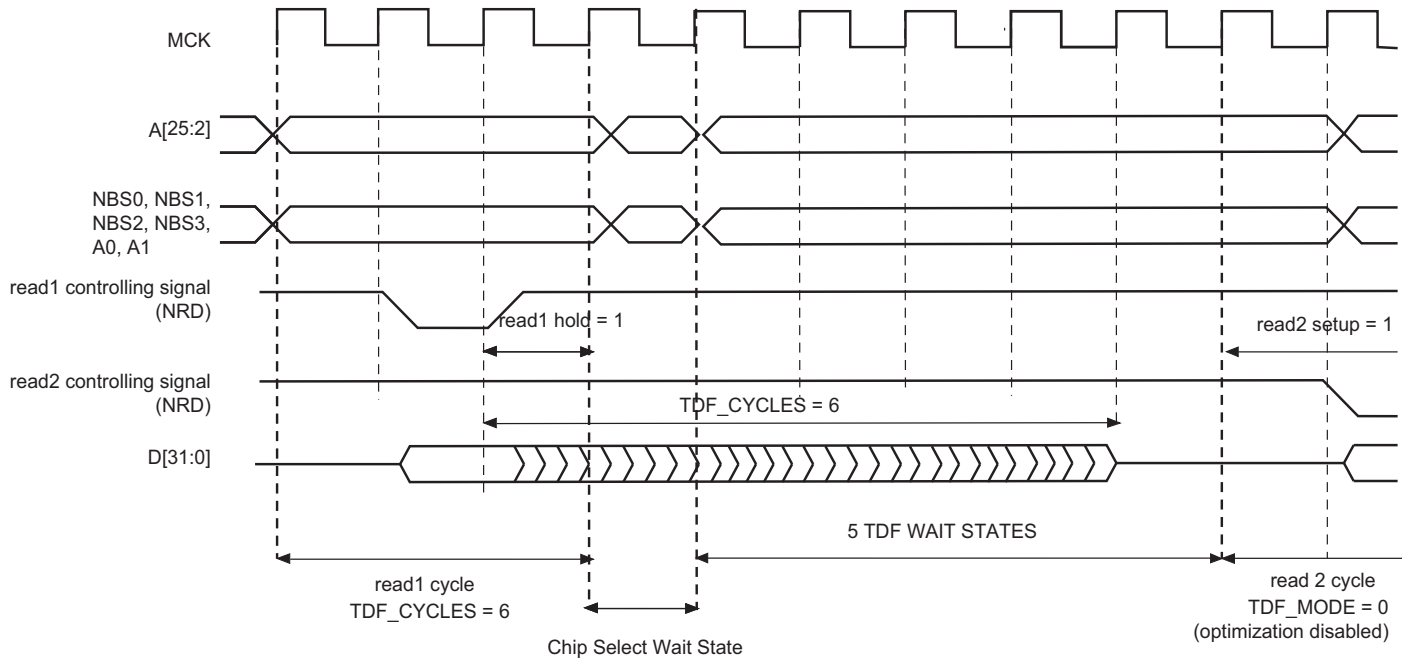 MCK
A[25:2]
NBS0, NBS1,
NBS2, NBS3,
A0, A1
read1 controlling signal
(NRD)
read1 hold = 1
read2 setup = 1
read2 controlling signal
(NRD)
TDF_CYCLES = 6
D[31:0]
5 TDF WAIT STATES
read1 cycle
TDF_CYCLES = 6
Chip Select Wait State
read 2 cycle
TDF_MODE = 0
(optimization disabled)